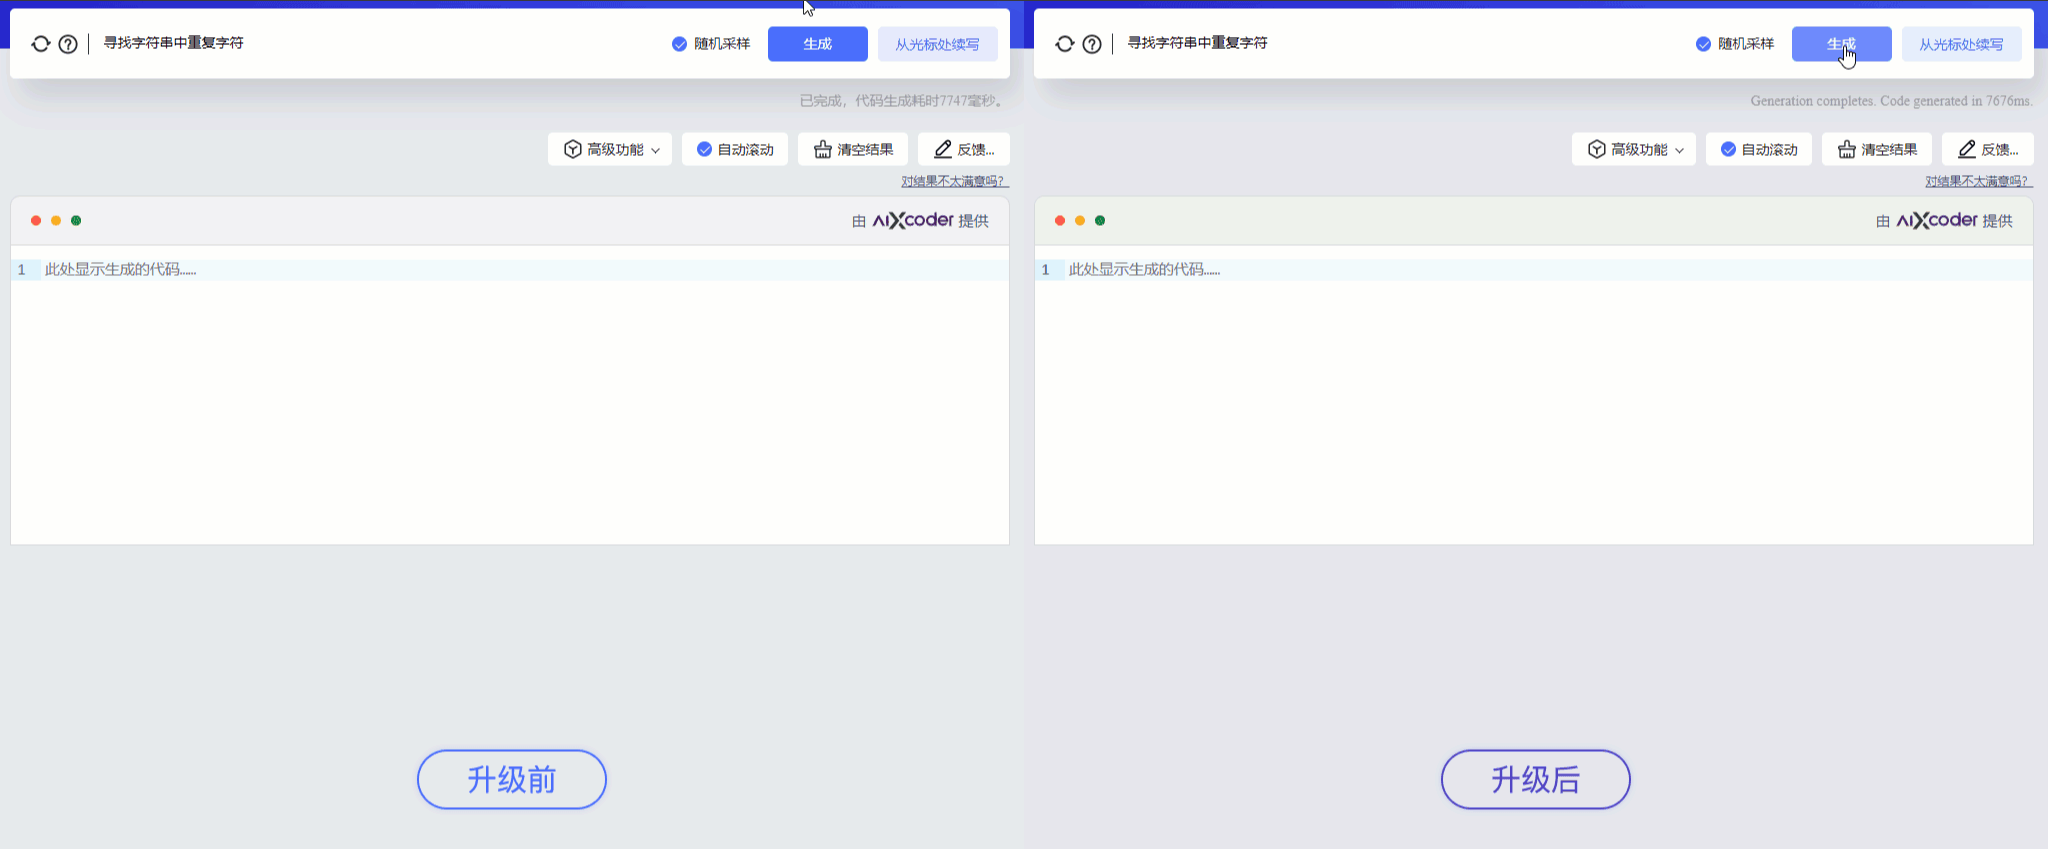 寻找字符串中重复字符
随机采样
生成
从光标处续写
已完成，代码生成耗时7747毫秒。
高级功能
自动滚动
清空结果
反馈...
对结果不太满意吗？
由 AIXcoder 提供
1 此处显示生成的代码......
升级前
寻找字符串中重复字符
随机采样
生成
从光标处续写
Generation completes. Code generated in 7676ms.
高级功能
自动滚动
清空结果
反馈...
对结果不太满意吗？
由 AIXcoder 提供
1 此处显示生成的代码......
升级后